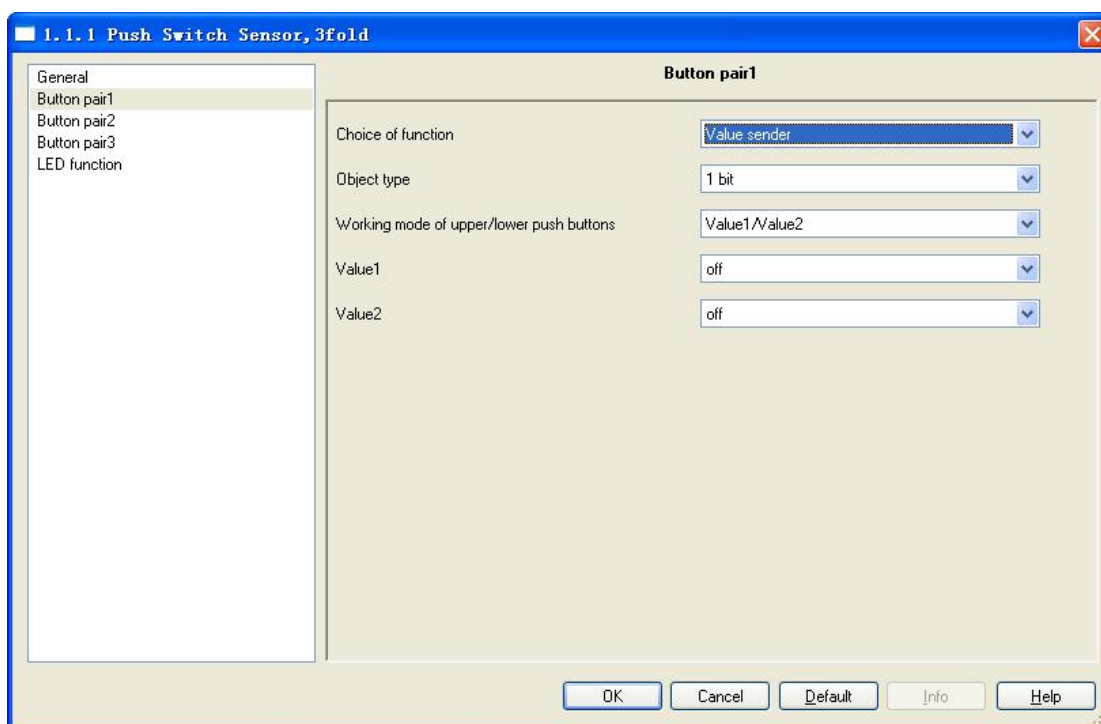 1.1.1 Push Switch Sensor,3fold
General
Button pair1
Button pair2
Button pair3
LED function
Button pair1
Choice of function Value sender
Object type 1 bit
Working mode of upper/lower push buttons Value1/Value2
Value1 off
Value2 off
OK Cancel Default Info Help